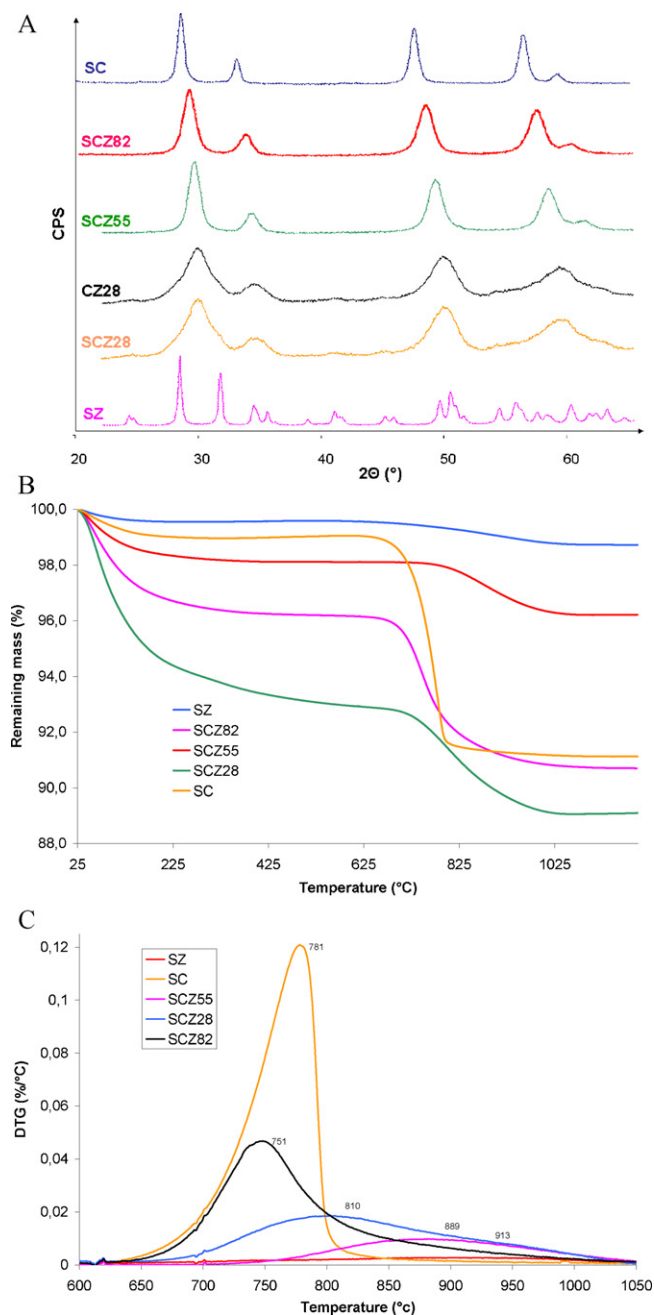 A
SC
SCZ82
SCZ55
CZ28
SCZ28
SZ
CPS
20 30 40 50 60
2Θ (°)
B
100,0
98,0
96,0
94,0
92,0
90,0
88,0
Remaining mass (%)
SZ
SCZ82
SCZ55
SCZ28
SC
25 225 425 625 825 1025
Temperature (°C)
C
0,12
0,1
0,08
0,06
0,04
0,02
0
DTG (%/°C)
SZ
SC
SCZ55
SCZ28
SCZ82
781
751
810
889
913
600 650 700 750 800 850 900 950 1000 1050
Temperature (°c)